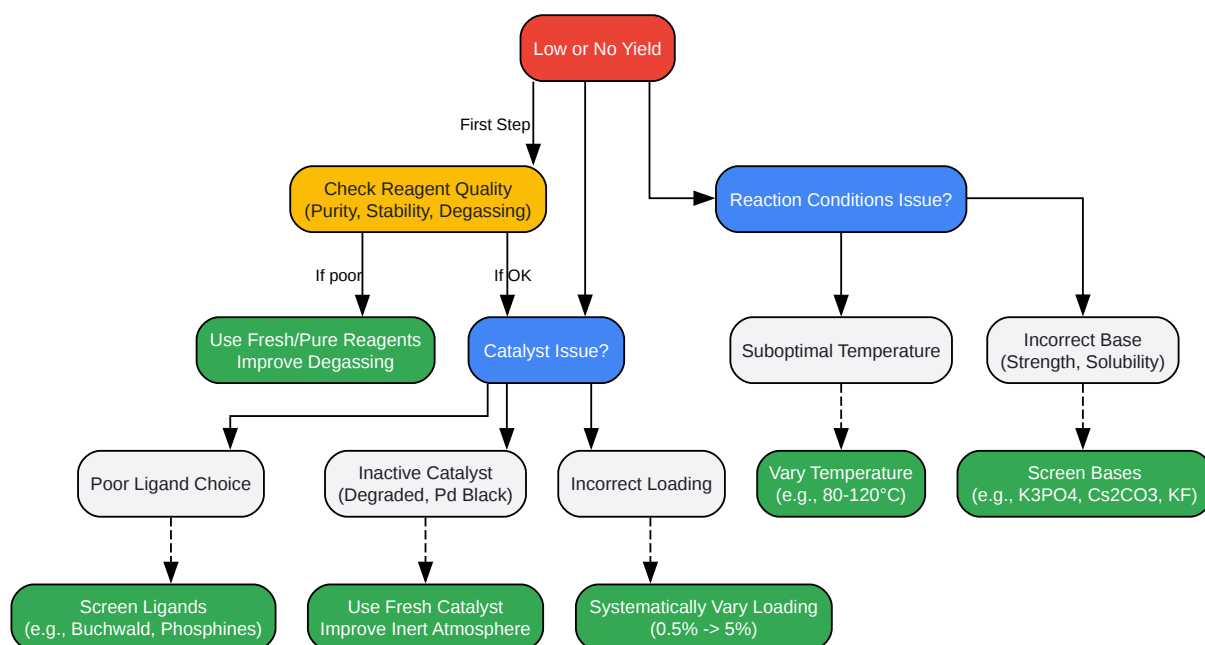 Low or No Yield
First Step
Check Reagent Quality
(Purity, Stability, Degassing)
Reaction Conditions Issue?
If poor
If OK
Use Fresh/Pure Reagents
Improve Degassing
Catalyst Issue?
Suboptimal Temperature
Incorrect Base
(Strength, Solubility)
Poor Ligand Choice
Inactive Catalyst
(Degraded, Pd Black)
Incorrect Loading
Vary Temperature
(e.g., 80-120°C)
Screen Bases
(e.g., K3PO4, Cs2CO3, KF)
Screen Ligands
(e.g., Buchwald, Phosphines)
Use Fresh Catalyst
Improve Inert Atmosphere
Systematically Vary Loading
(0.5% -> 5%)